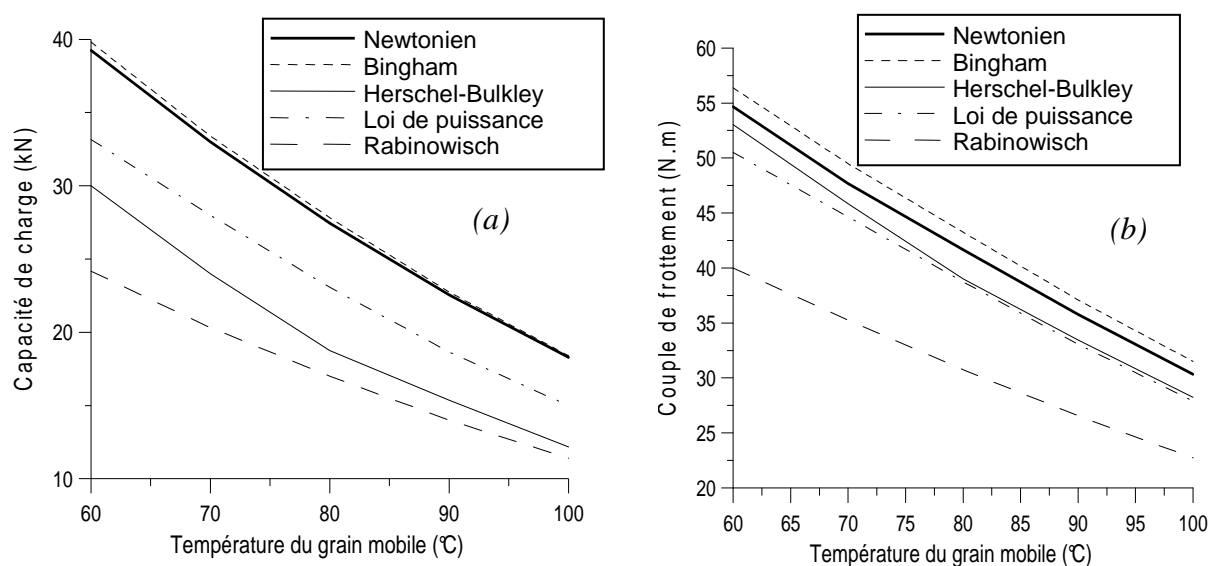 Newtonien
Bingham
Herschel-Bulkley
Loi de puissance
Rabinowisch
(a)
40
30
20
10
Capacité de charge (kN)
60 70 80 90 100
Température du grain mobile (°C)
Newtonien
Bingham
Herschel-Bulkley
Loi de puissance
Rabinowisch
(b)
60
55
50
45
40
35
30
25
20
Couple de frottement (N.m)
60 65 70 75 80 85 90 95 100
Température du grain mobile (°C)